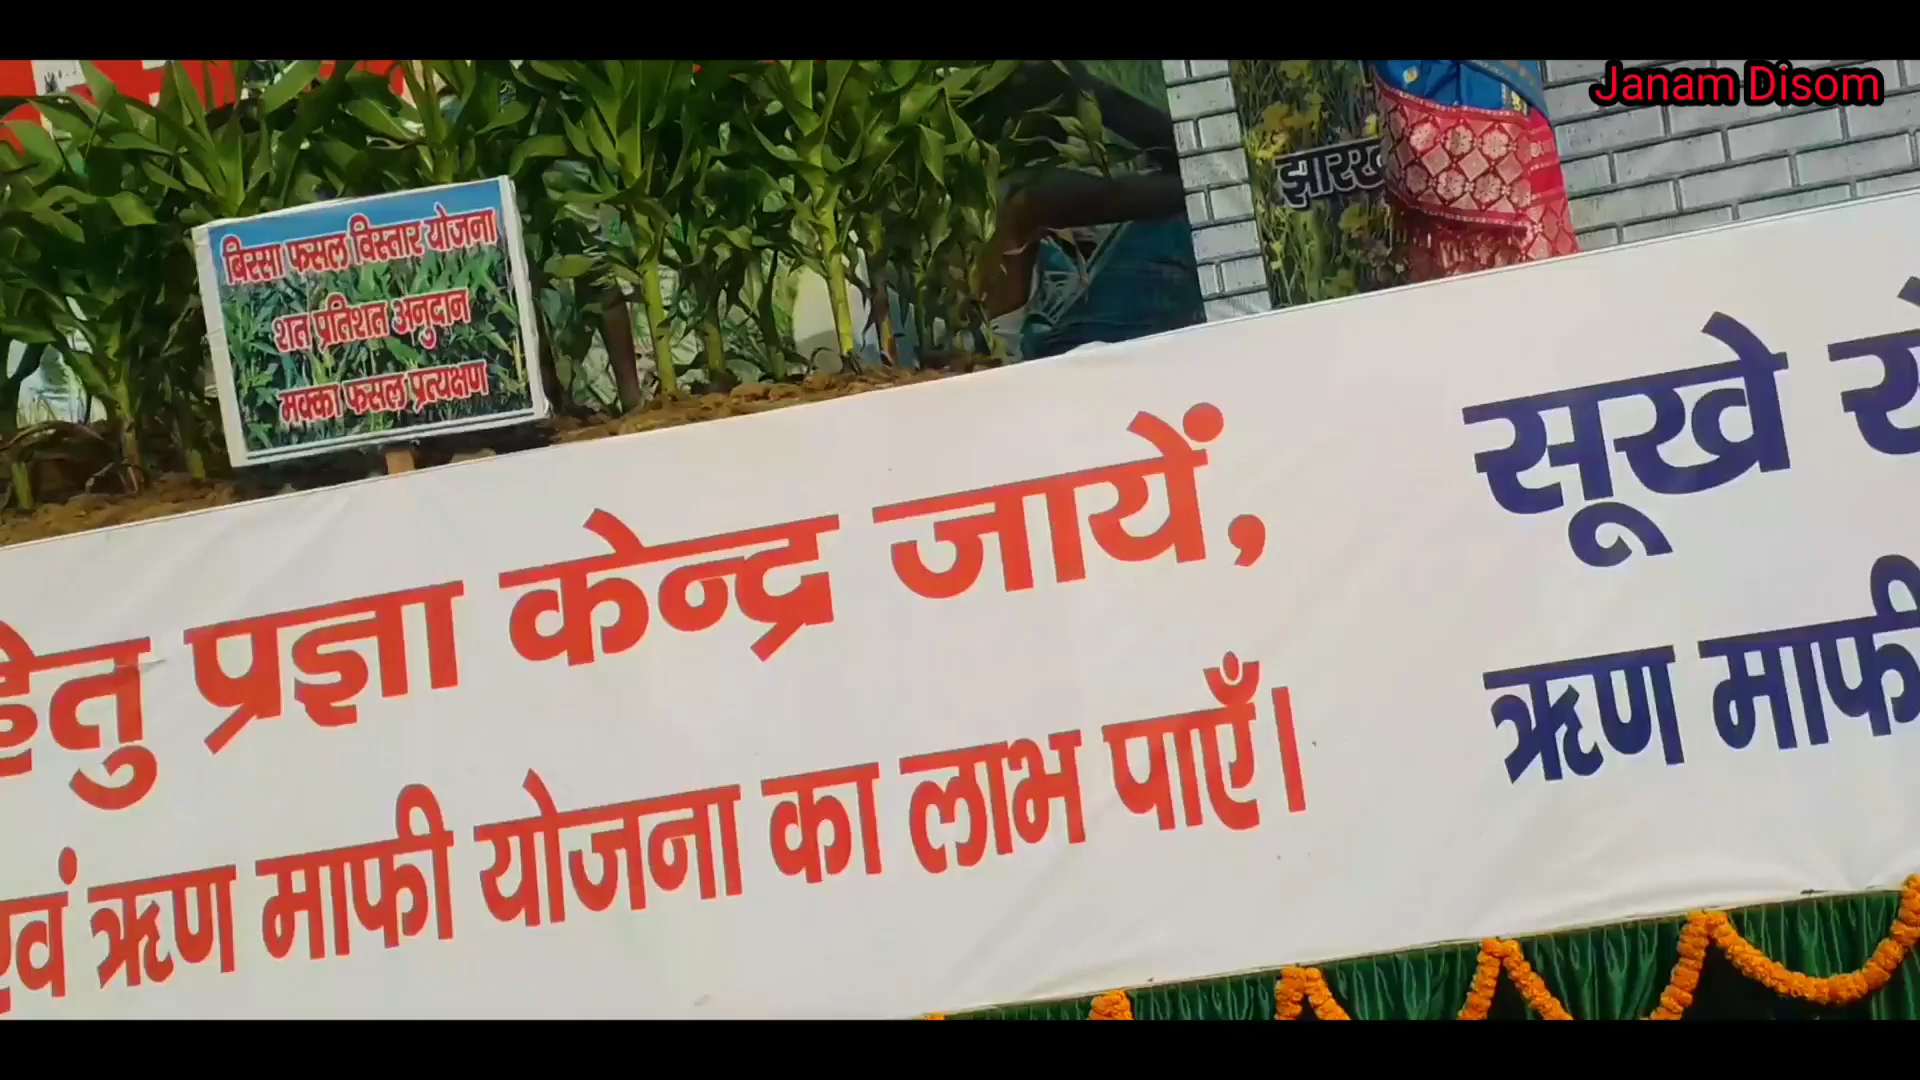 Janam Disom
झारख
बिरसा फसल विस्तार योजना
शत प्रतिशत अनुदान
मक्का फसल प्रत्यक्षण
हेतु प्रज्ञा केन्द्र जायें,
एवं ऋण माफी योजना का लाभ पाएँ।
सूखे
ऋण माफी